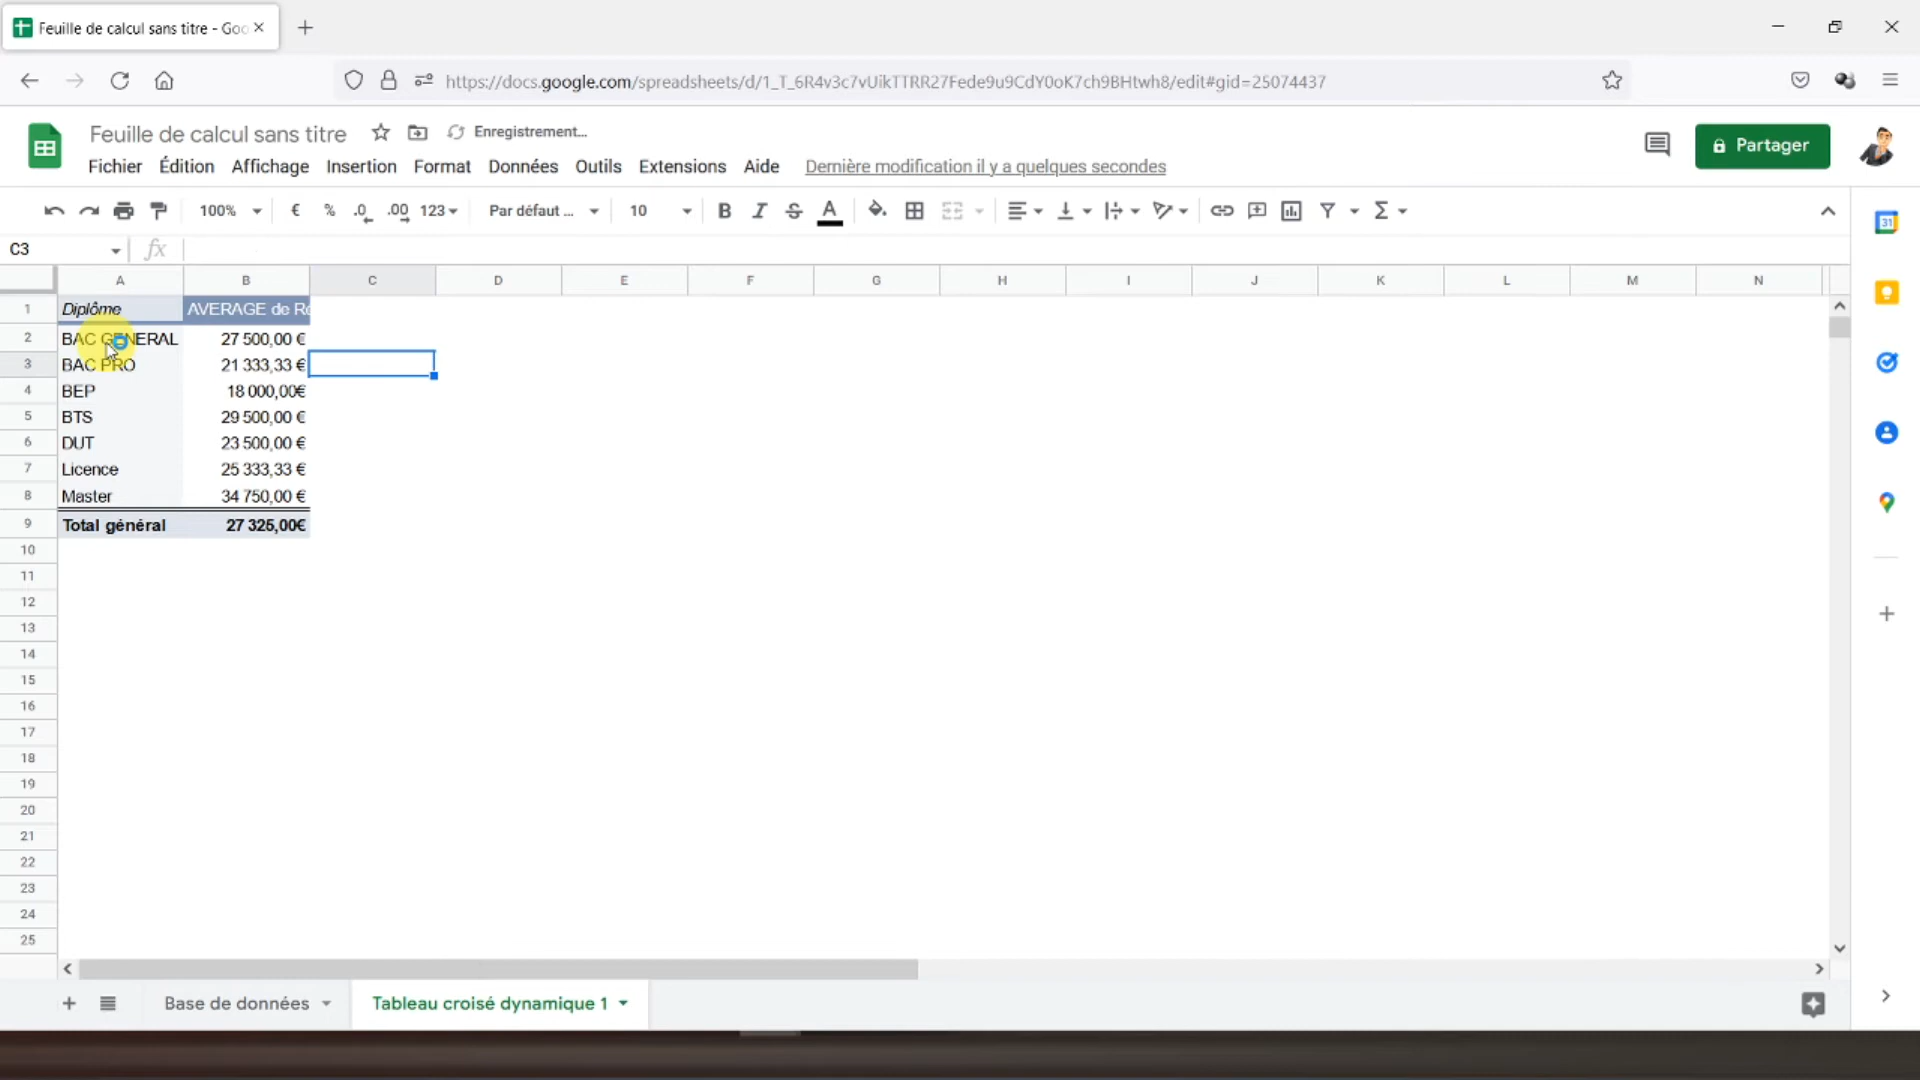 Feuille de calcul sans titre - Goo
https://docs.google.com/spreadsheets/d/1_T_6R4v3c7vUikTTRR27Fede9u9CdY0oK7ch9BHtwh8/edit#gid=25074437
Feuille de calcul sans titre
Enregistrement...
Partager
Fichier Édition Affichage Insertion Format Données Outils Extensions Aide Dernière modification il y a quelques secondes
100% € % .0 .00 123 Par défaut ... 10 B I S A Σ
31
C3 fx
A B C D E F G H I J K L M N
1 Diplôme AVERAGE de Ré
2 BAC GENERAL 27 500,00 €
3 BAC PRO 21 333,33 €
4 BEP 18 000,00€
5 BTS 29 500,00 €
6 DUT 23 500,00 €
7 Licence 25 333,33 €
8 Master 34 750,00 €
9 Total général 27 325,00€
10
11
12
13
14
15
16
17
18
19
20
21
22
23
24
25
Base de données Tableau croisé dynamique 1